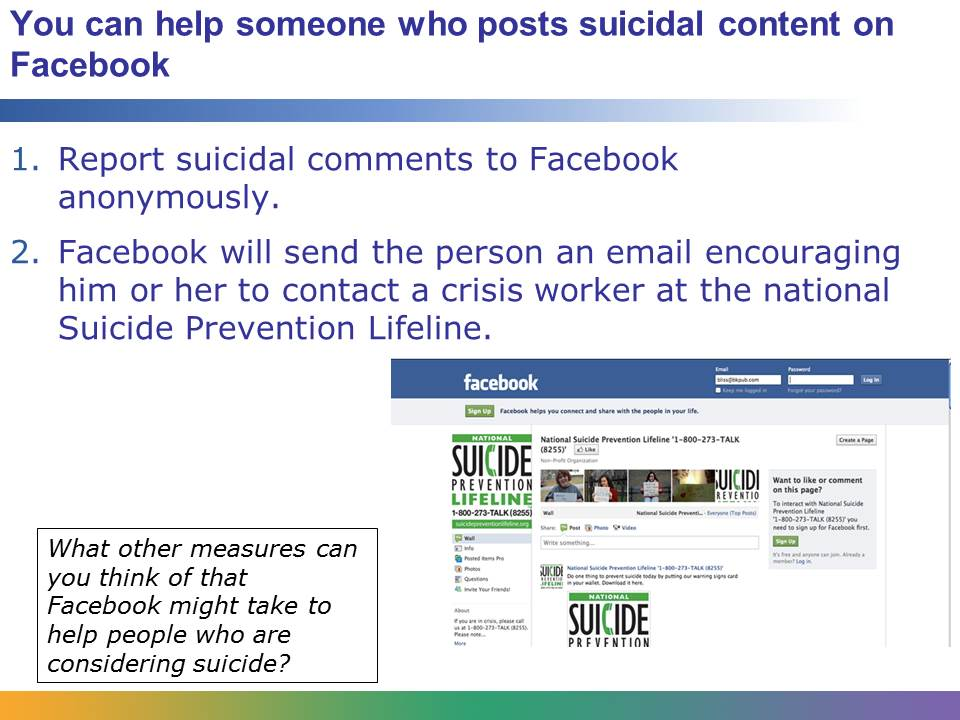 You can help someone who posts suicidal content on
Facebook
1. Report suicidal comments to Facebook
anonymously.
2. Facebook will send the person an email encouraging
him or her to contact a crisis worker at the national
Suicide Prevention Lifeline.
facebook
Email
Password
bliss@bkpub.com
Log In
Keep me logged in
Forgot your password?
Sign Up
Facebook helps you connect and share with the people in your life.
NATIONAL
SUICIDE
PREVENTION
LIFELINE
1-800-273-TALK (8255)
suicidepreventionlifeline.org
Wall
Info
Posted Items Pro
Photos
Questions
Invite Your Friends!
About
If you are in crisis, please call
us at 1-800-273-TALK (8255).
Please note...
More
National Suicide Prevention Lifeline '1-800-273-TALK
(8255)' Like
Non-Profit Organization
Create a Page
SUICID
REVENTIO
Wall
National Suicide Preventi... · Everyone (Top Posts)
Share: Post Photo Video
Write something...
National Suicide Prevention Lifeline '1-800-273-TALK (8255)'
Do one thing to prevent suicide today by putting our warning signs card
in your wallet. Download it here.
NATIONAL
SUICIDE
PREVENTION
Want to like or comment
on this page?
To interact with National Suicide
Prevention Lifeline
'1-800-273-TALK (8255)' you
need to sign up for Facebook first.
Sign Up
It's free and anyone can join. Already a
member? Log in.
What other measures can
you think of that
Facebook might take to
help people who are
considering suicide?